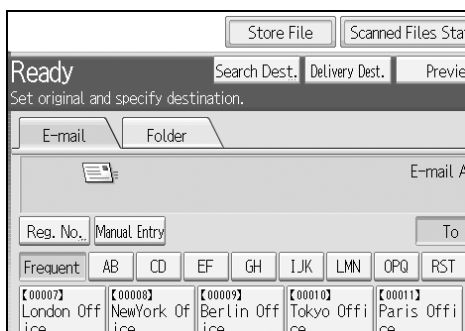 Store File Scanned Files Sta
Ready Search Dest. Delivery Dest. Previe
Set original and specify destination.
E-mail Folder
E-mail A
Reg. No. Manual Entry To
Frequent AB CD EF GH IJK LMN OPQ RST
【00007】 【00008】 【00009】 【00010】 【00011】
London Off NewYork Of Berlin Off Tokyo Offi Paris Offi
ice ice ice ce ce